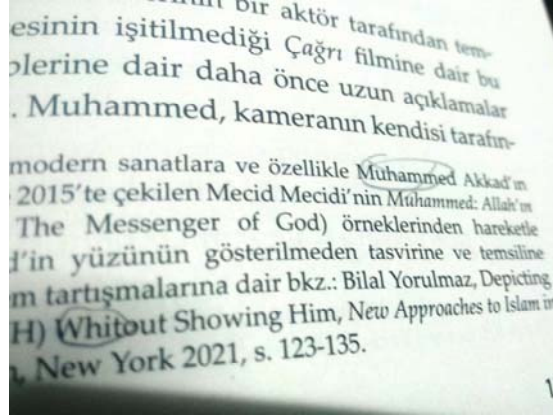 bir aktör tarafından tem-
esinin işitilmediği Çağrı filmine dair bu
plerine dair daha önce uzun açıklamalar
. Muhammed, kameranın kendisi tarafın-
modern sanatlara ve özellikle Muhammed Akkad'ın
2015'te çekilen Mecid Mecidi'nin Muhammed: Allah'ın
The Messenger of God) örneklerinden hareketle
d'in yüzünün gösterilmeden tasvirine ve temsiline
m tartışmalarına dair bkz.: Bilal Yorulmaz, Depicting
H) Whitout Showing Him, New Approaches to Islam in
, New York 2021, s. 123-135.
1